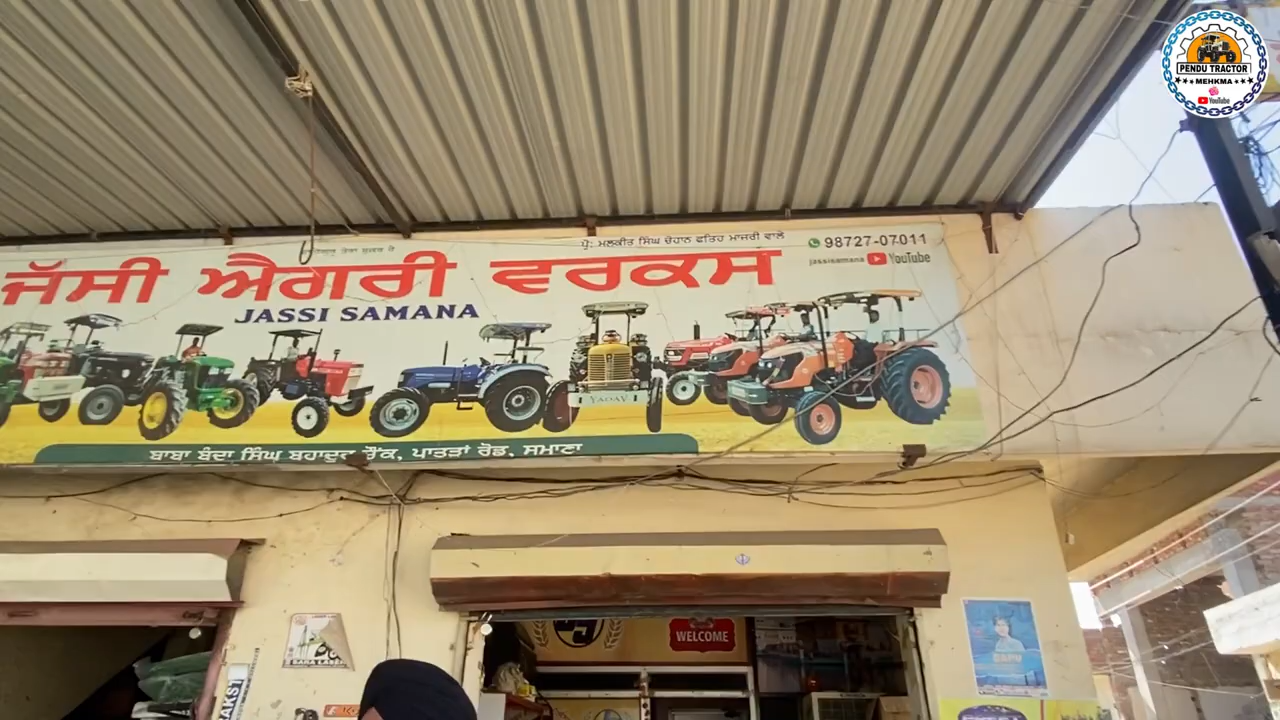 PENDU TRACTOR
MEHKMA
YouTube
ਪ੍ਰੋ: ਮਲਕੀਤ ਸਿੰਘ ਚੋਹਾਨ ਫਤਿਹ ਮਾਜਰੀ ਵਾਲੇ
98727-07011
jassisamana YouTube
ਜੱਸੀ ਐਗਰੀ ਵਰਕਸ
JASSI SAMANA
YADAV
ਬਾਬਾ ਬੰਦਾ ਸਿੰਘ ਬਹਾਦੁਰ ਚੌਂਕ, ਪਾਤੜਾਂ ਰੋਡ, ਸਮਾਣਾ
WELCOME